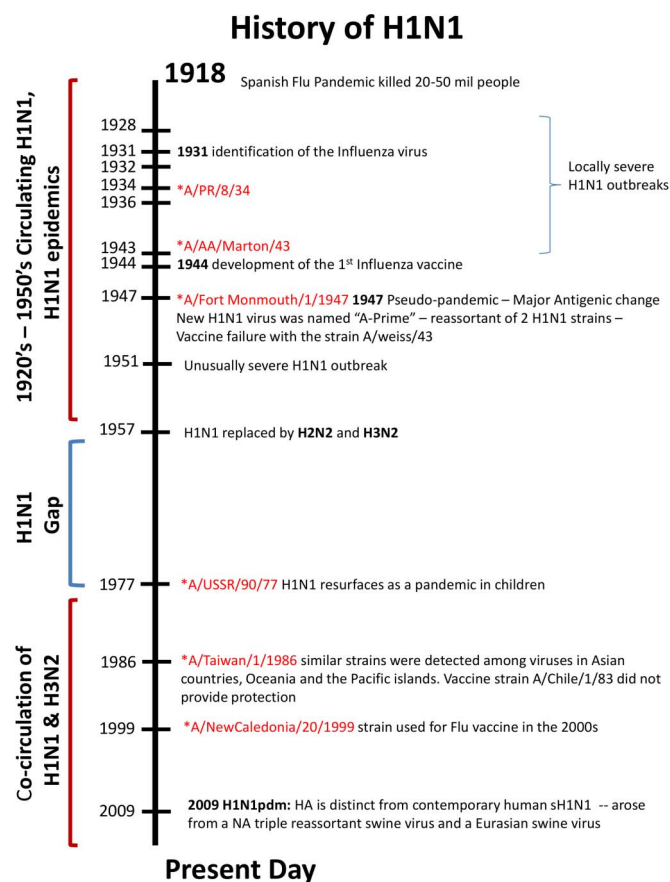 History of H1N1
1918 Spanish Flu Pandemic killed 20-50 mil people
1920's – 1950's Circulating H1N1,
H1N1 epidemics
1928
1931 1931 identification of the Influenza virus
1932
1934 *A/PR/8/34
1936
Locally severe
H1N1 outbreaks
1943 *A/AA/Marton/43
1944 1944 development of the 1st Influenza vaccine
1947 *A/Fort Monmouth/1/1947 1947 Pseudo-pandemic – Major Antigenic change
New H1N1 virus was named “A-Prime” – reassortant of 2 H1N1 strains –
Vaccine failure with the strain A/weiss/43
1951 Unusually severe H1N1 outbreak
1957 H1N1 replaced by H2N2 and H3N2
H1N1
Gap
1977 *A/USSR/90/77 H1N1 resurfaces as a pandemic in children
Co-circulation of
H1N1 & H3N2
1986 *A/Taiwan/1/1986 similar strains were detected among viruses in Asian
countries, Oceania and the Pacific islands. Vaccine strain A/Chile/1/83 did not
provide protection
1999 *A/NewCaledonia/20/1999 strain used for Flu vaccine in the 2000s
2009 2009 H1N1pdm: HA is distinct from contemporary human sH1N1 -- arose
from a NA triple reassortant swine virus and a Eurasian swine virus
Present Day